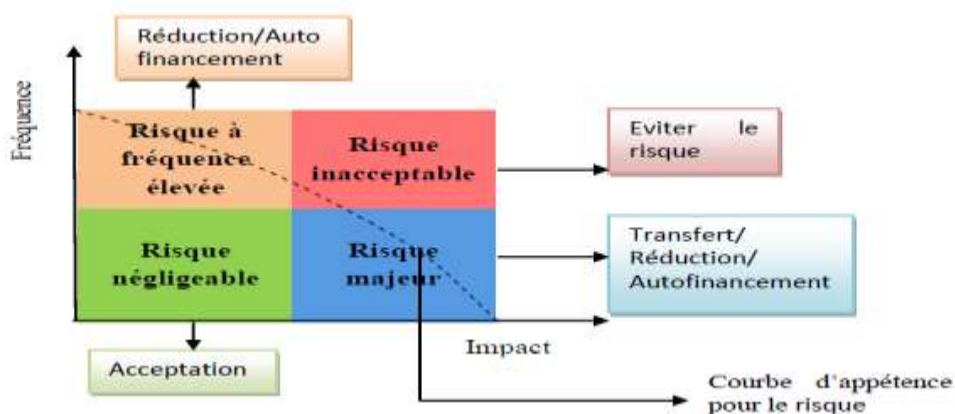 Réduction/Auto
financement
Fréquence
Risque à
fréquence
élevée
Risque
inacceptable
Eviter le
risque
Risque
négligeable
Risque
majeur
Transfert/
Réduction/
Autofinancement
Impact
Acceptation
Courbe d'appétence
pour le risque